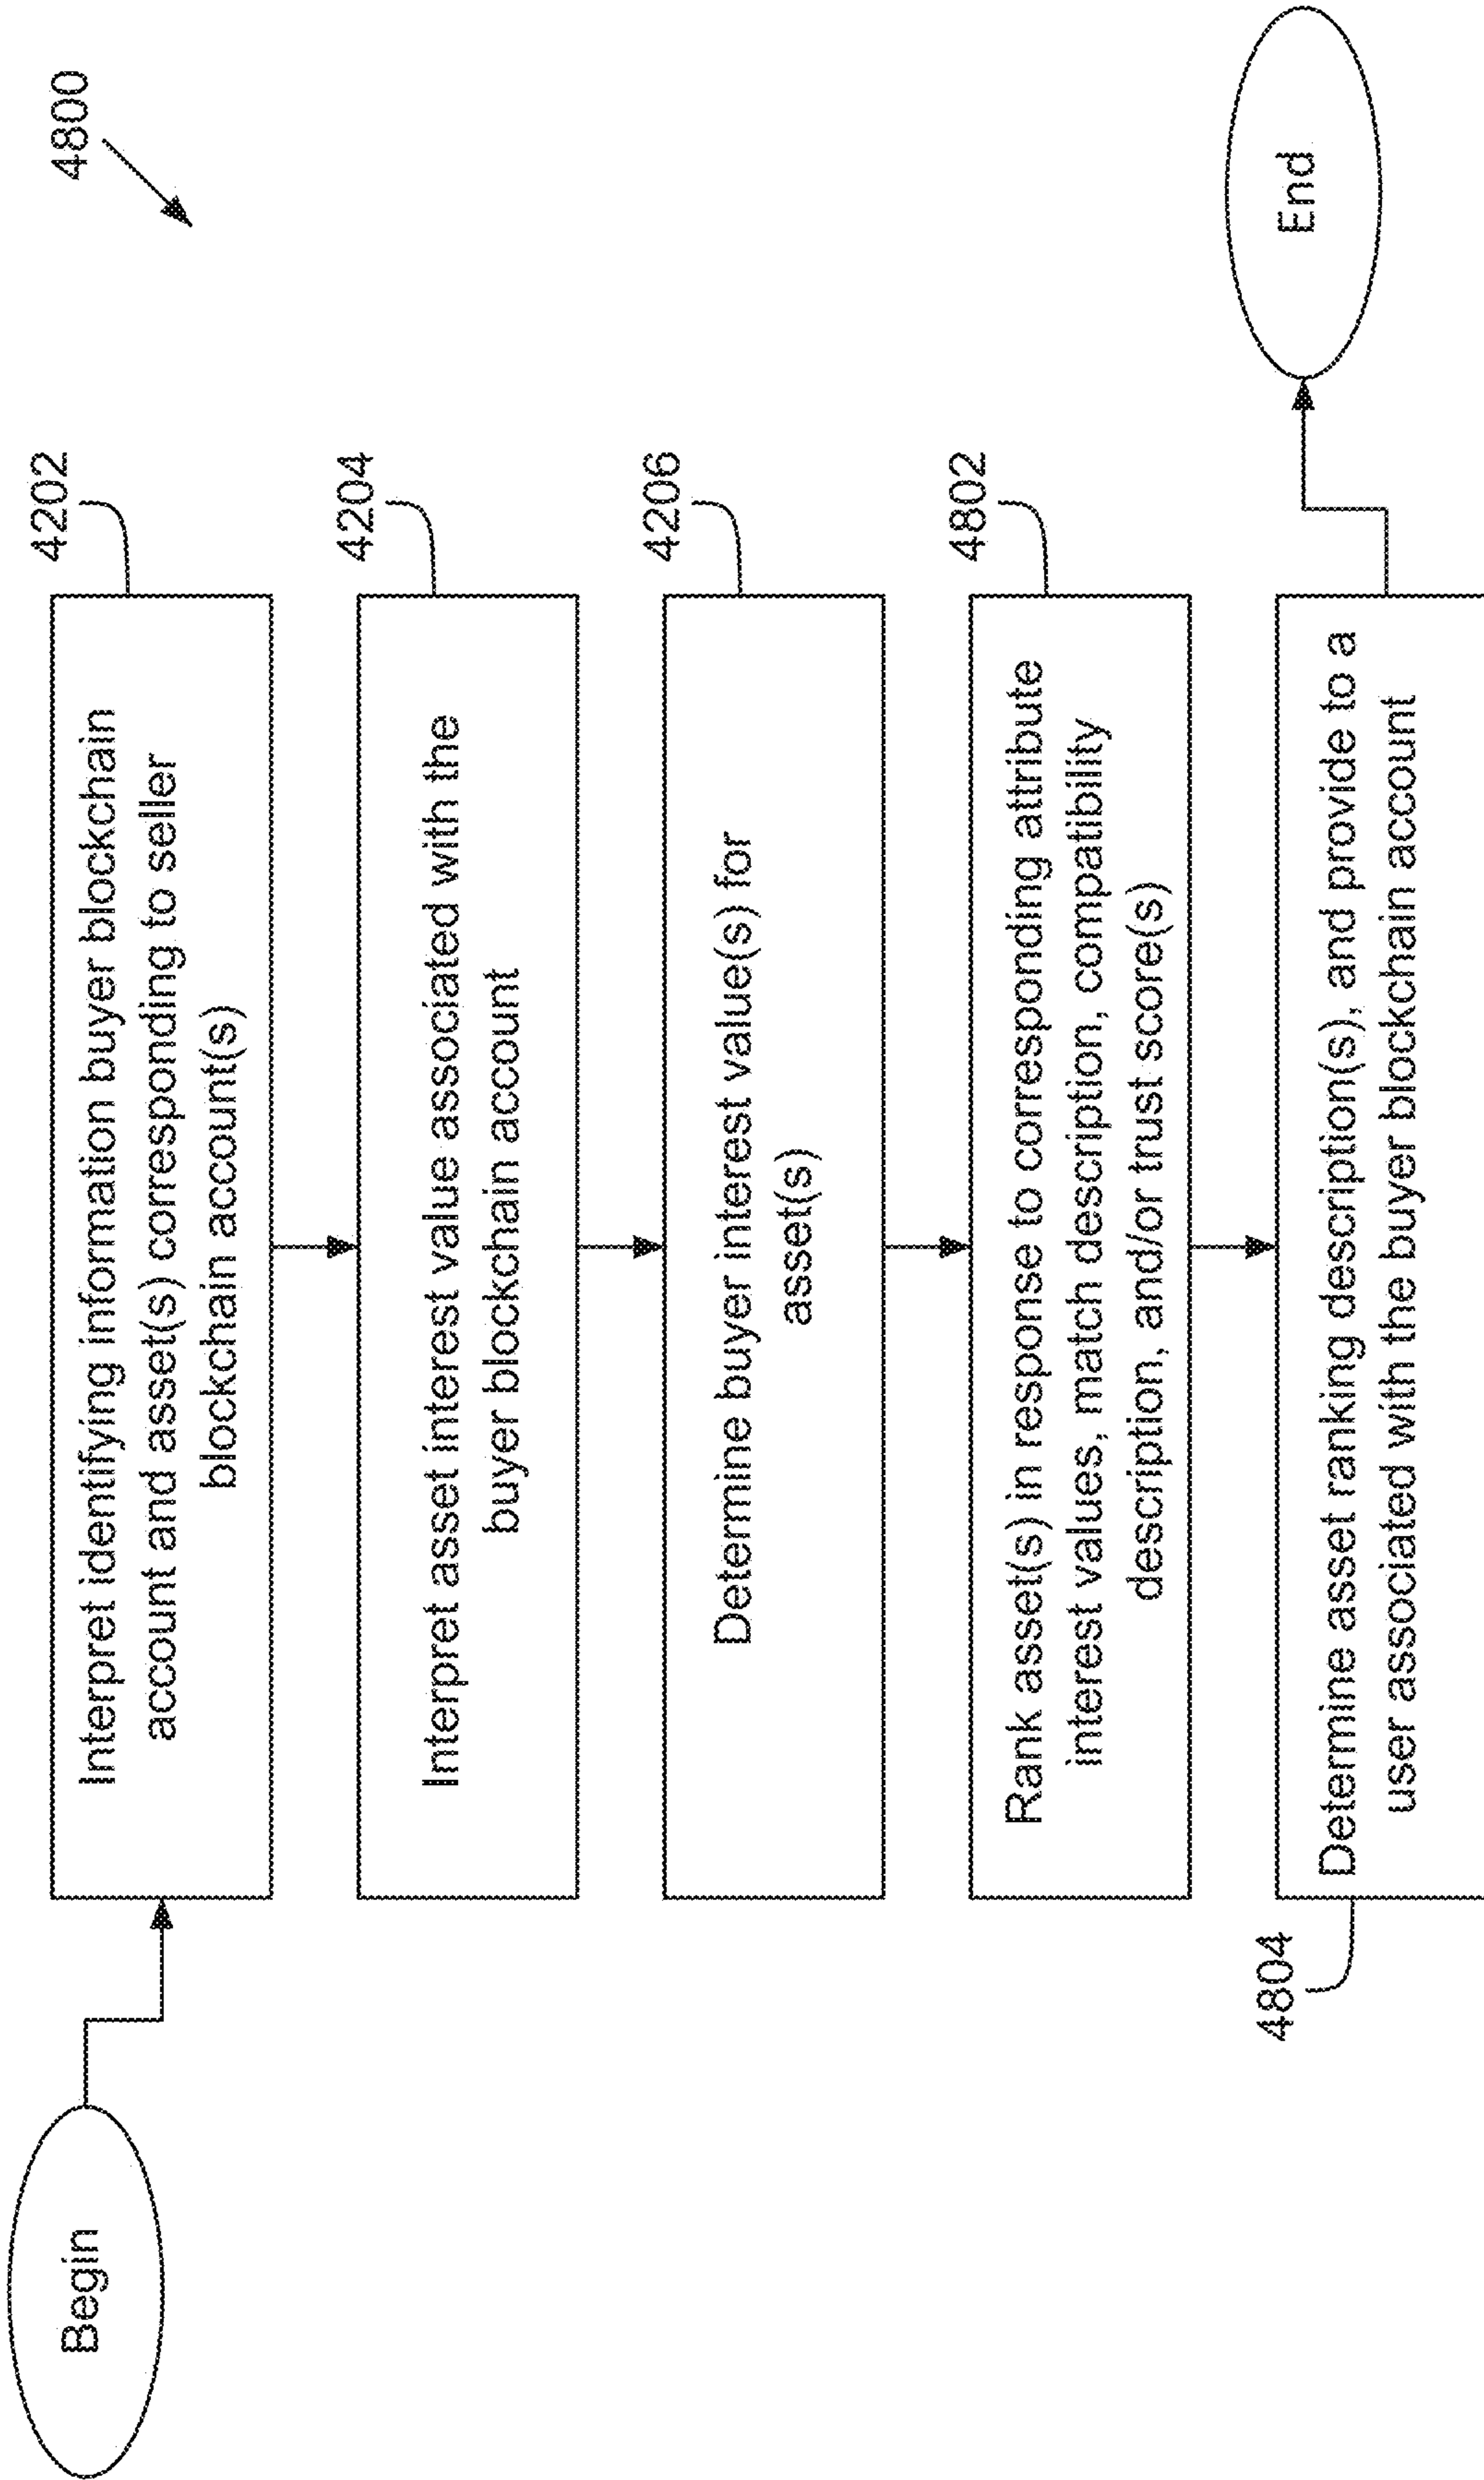 4800
Begin
4202
Interpret identifying information buyer blockchain
account and asset(s) corresponding to seller
blockchain account(s)
4204
Interpret asset interest value associated with the
buyer blockchain account
4206
Determine buyer interest value(s) for
asset(s)
4802
Rank asset(s) in response to corresponding attribute
interest values, match description, compatibility
description, and/or trust score(s)
4804
Determine asset ranking description(s), and provide to a
user associated with the buyer blockchain account
End